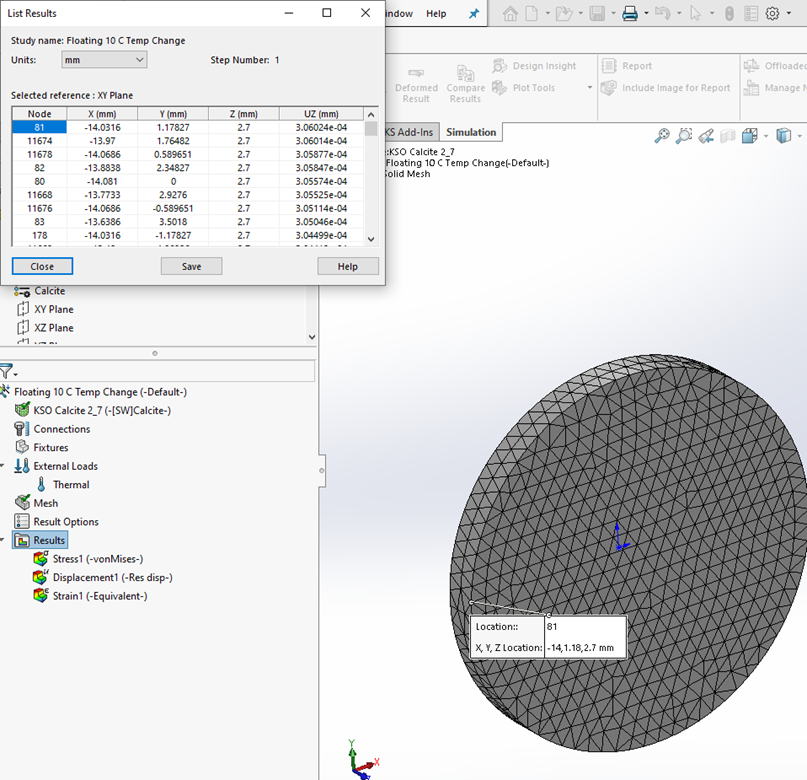 List Results
Study name: Floating 10 C Temp Change
Units: mm Step Number: 1
Selected reference : XY Plane
Node X (mm) Y (mm) Z (mm) UZ (mm)
81 -14.0316 1.17827 2.7 3.06024e-04
11674 -13.97 1.76482 2.7 3.06014e-04
11678 -14.0686 0.589651 2.7 3.05877e-04
82 -13.8838 2.34827 2.7 3.05847e-04
80 -14.081 0 2.7 3.05574e-04
11668 -13.7733 2.9276 2.7 3.05525e-04
11676 -14.0686 -0.589651 2.7 3.05114e-04
83 -13.6386 3.5018 2.7 3.05046e-04
178 -14.0316 -1.17827 2.7 3.04499e-04
Close Save Help
indow Help
Deformed Result
Compare Results
Design Insight
Plot Tools
Report
Include Image for Report
Offloaded
Manage
KS Add-Ins Simulation
:KSO Calcite 2_7
Floating 10 C Temp Change(-Default-)
Solid Mesh
Calcite
XY Plane
XZ Plane
Floating 10 C Temp Change (-Default-)
KSO Calcite 2_7 (-[SW]Calcite-)
Connections
Fixtures
External Loads
Thermal
Mesh
Result Options
Results
Stress1 (-vonMises-)
Displacement1 (-Res disp-)
Strain1 (-Equivalent-)
Location:: 81
X, Y, Z Location: -14,1.18,2.7 mm
Y
X